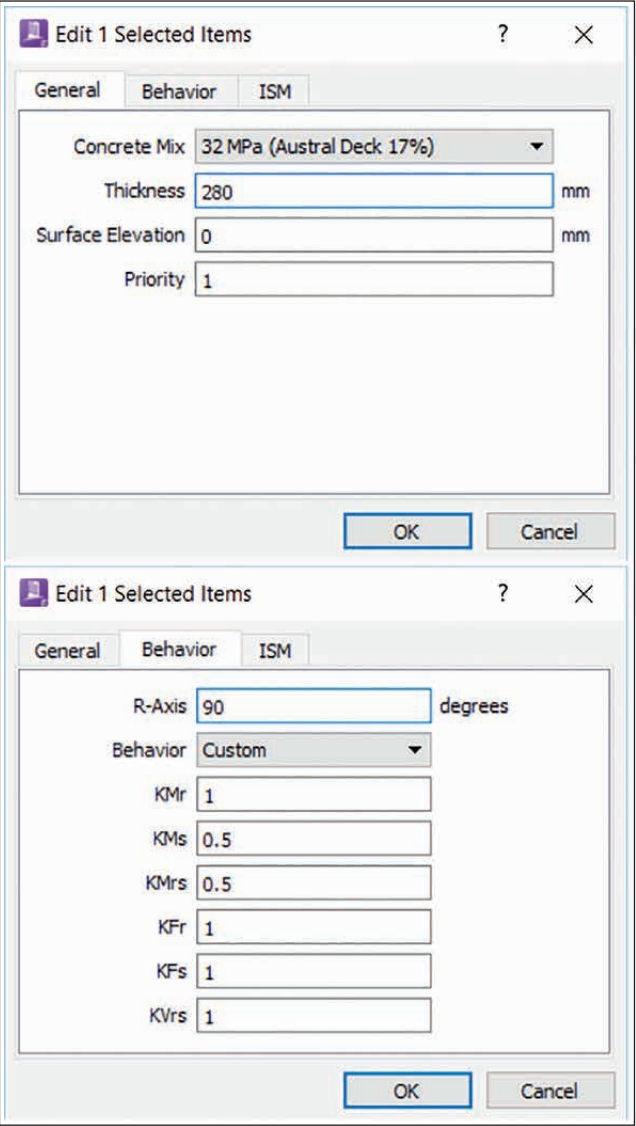 Edit 1 Selected Items ?
General Behavior ISM
Concrete Mix 32 MPa (Austral Deck 17%)
Thickness 280 mm
Surface Elevation 0 mm
Priority 1
OK Cancel
Edit 1 Selected Items ?
General Behavior ISM
R-Axis 90 degrees
Behavior Custom
KMr 1
KMs 0.5
KMrs 0.5
KFr 1
KFs 1
KVrs 1
OK Cancel